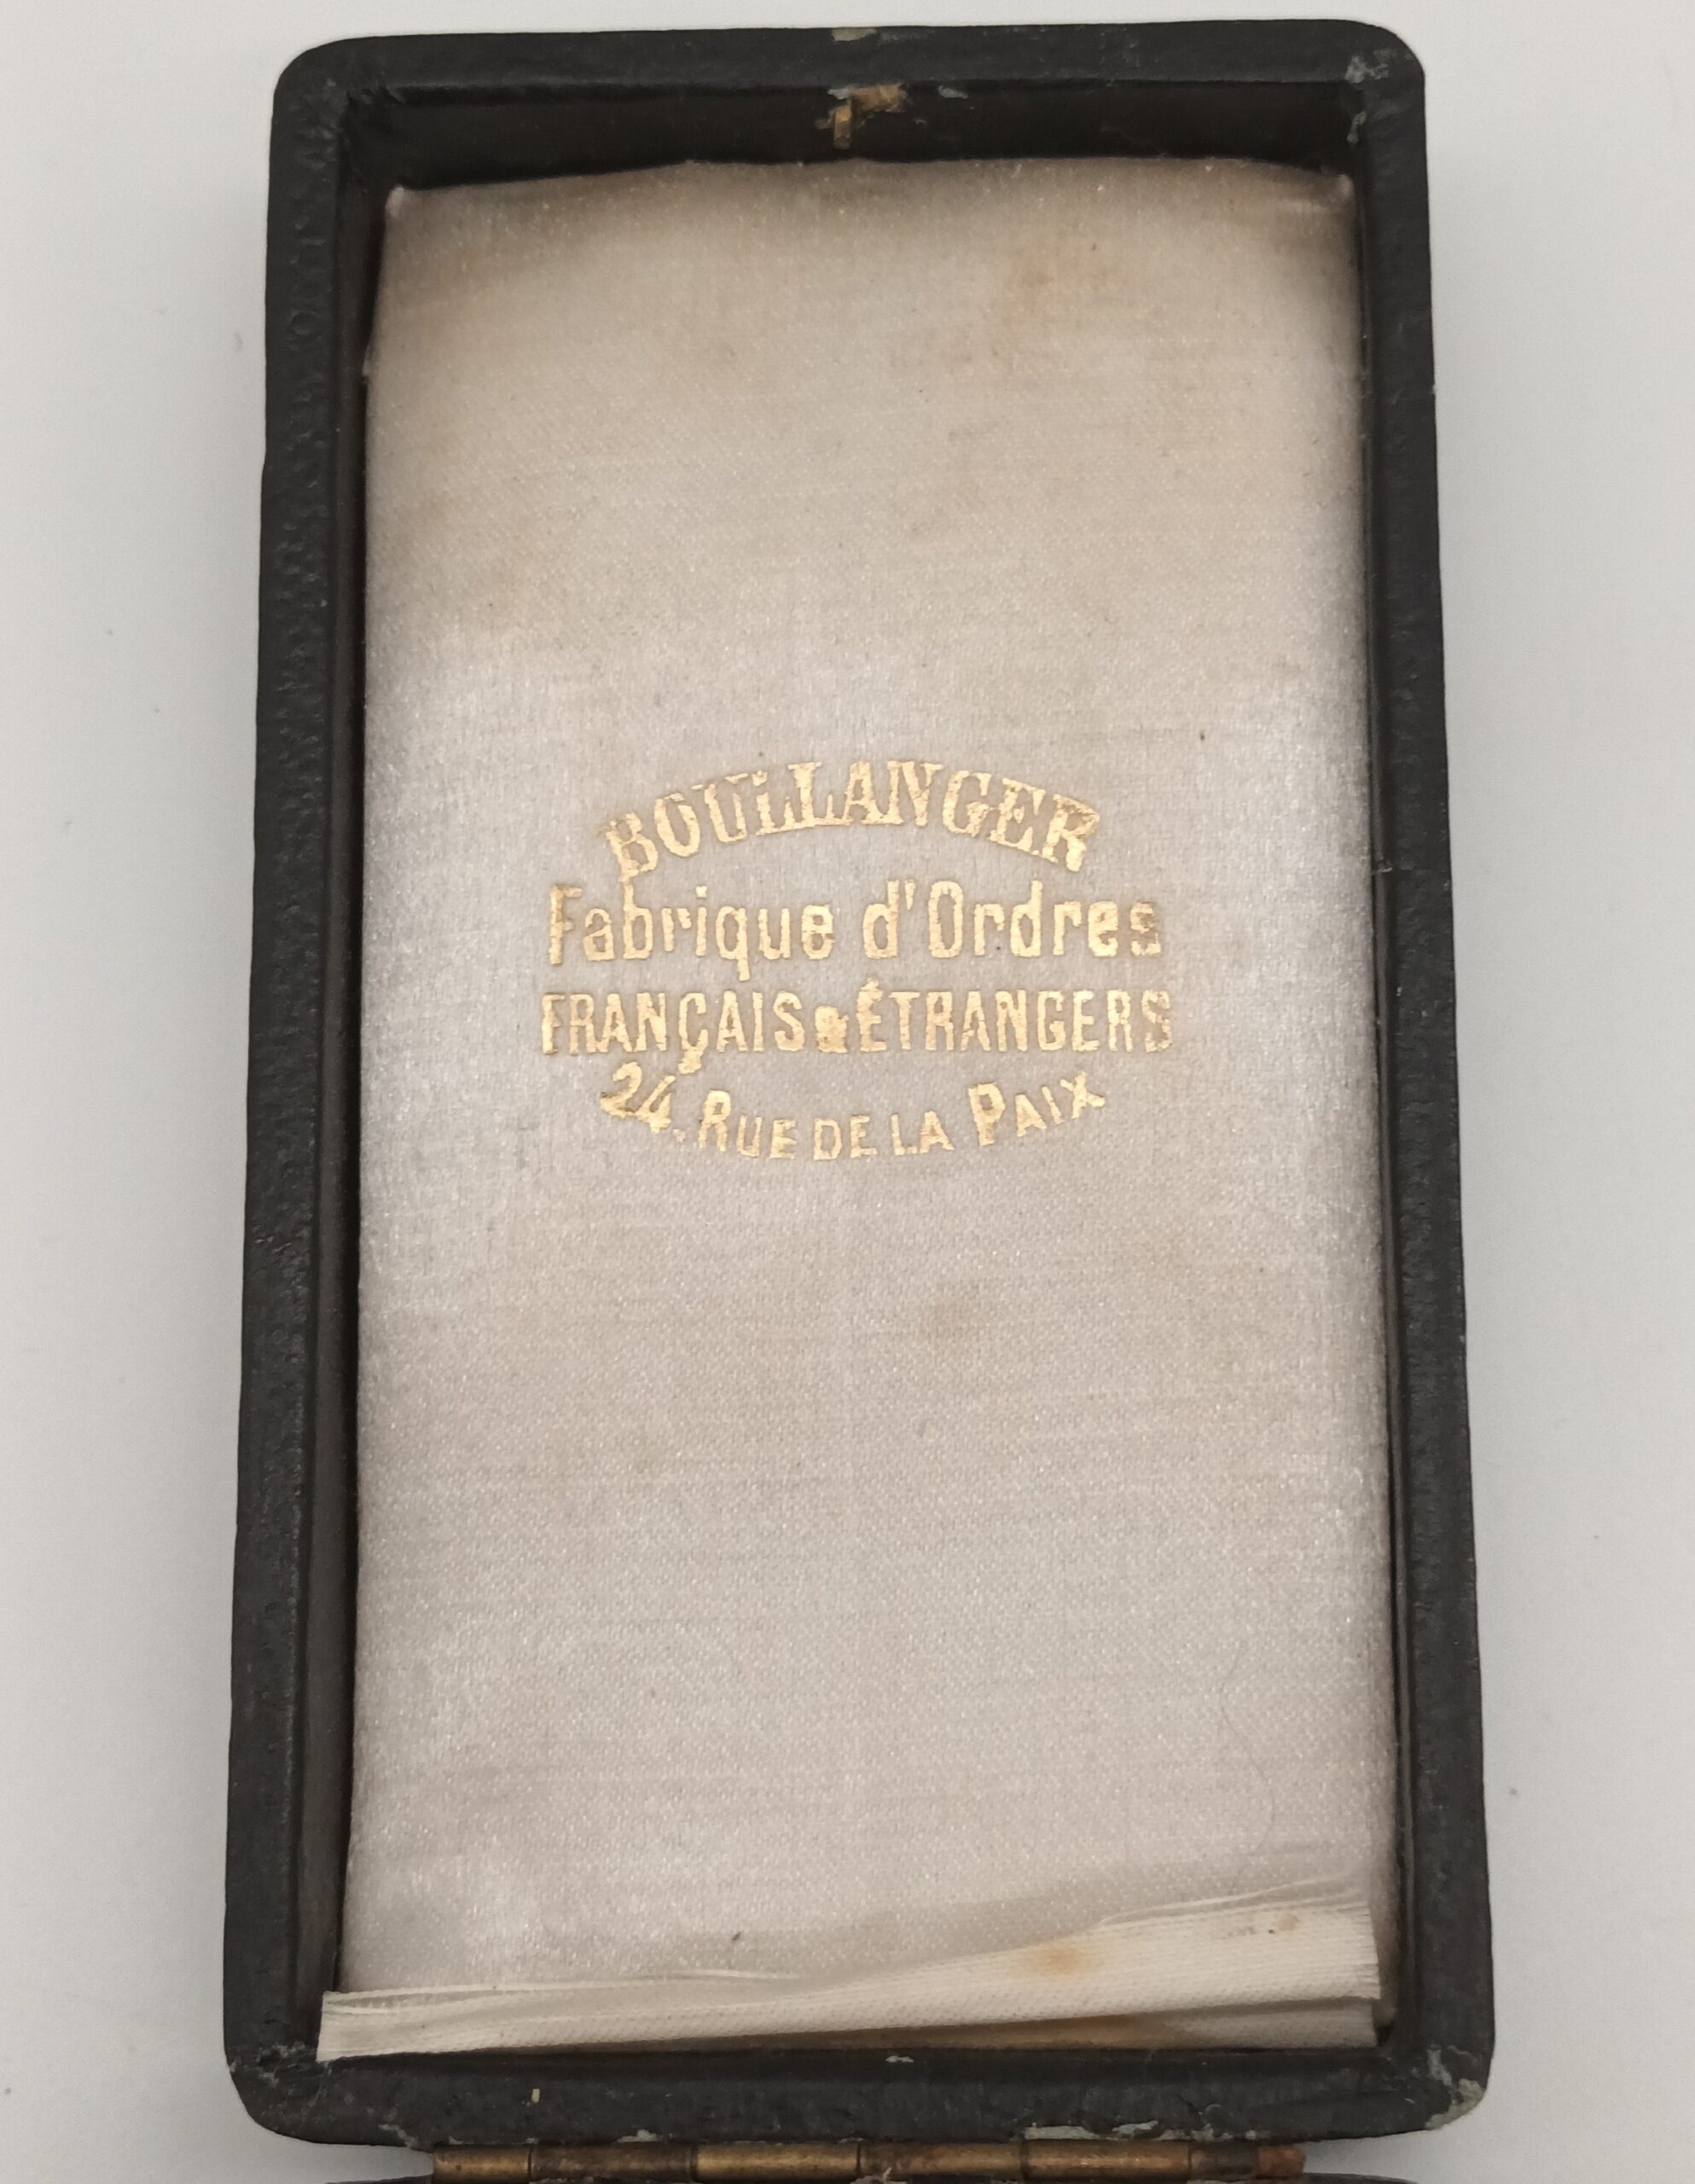 BOULLANGER
Fabrique d'Ordres
FRANÇAIS & ÉTRANGERS
24, RUE DE LA PAIX